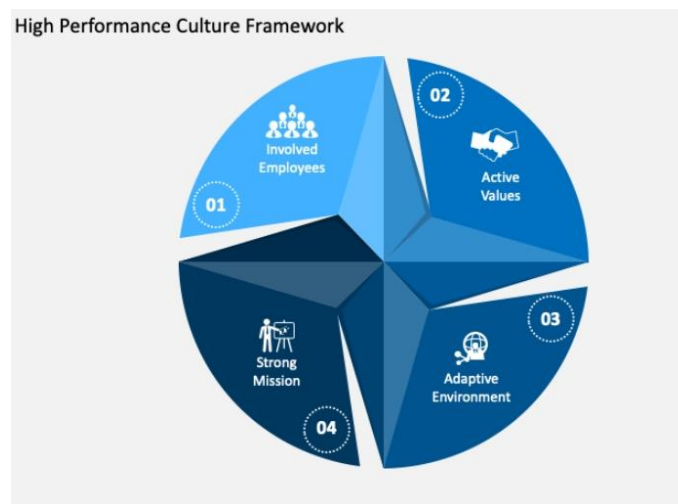 High Performance Culture Framework
01
Involved
Employees
02
Active
Values
03
Adaptive
Environment
04
Strong
Mission